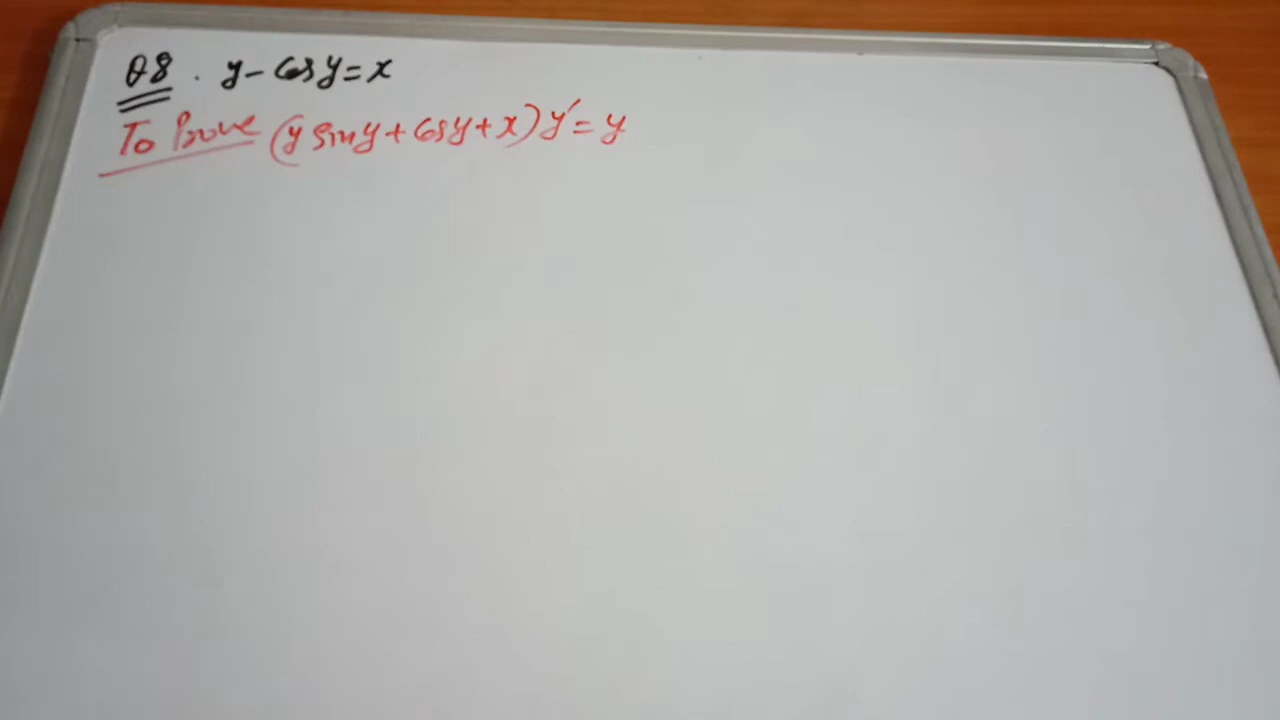 Q8. y - Cos y = x
To Prove (y sin y + Cos y + x) y' = y